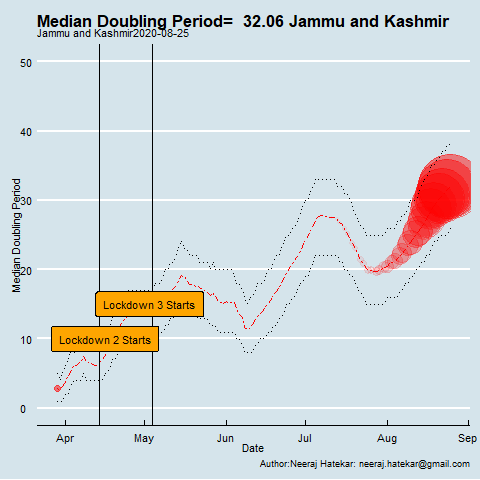 Median Doubling Period=  32.06 Jammu and Kashmir
Jammu and Kashmir2020-08-25
50
40
30
20
10
0
Median Doubling Period
Lockdown 3 Starts
Lockdown 2 Starts
Apr May Jun Jul Aug Sep
Date
Author:Neeraj Hatekar: neeraj.hatekar@gmail.com